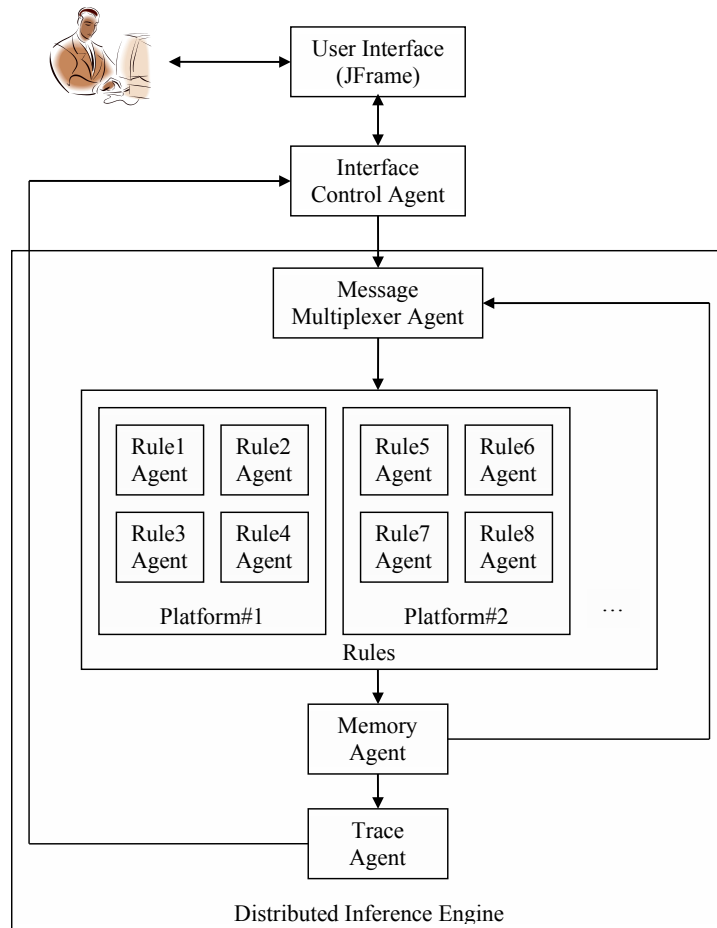 User Interface
(JFrame)
Interface
Control Agent
Message
Multiplexer Agent
Rule1
Agent
Rule2
Agent
Rule5
Agent
Rule6
Agent
Rule3
Agent
Rule4
Agent
Rule7
Agent
Rule8
Agent
Platform#1
Platform#2
...
Rules
Memory
Agent
Trace
Agent
Distributed Inference Engine